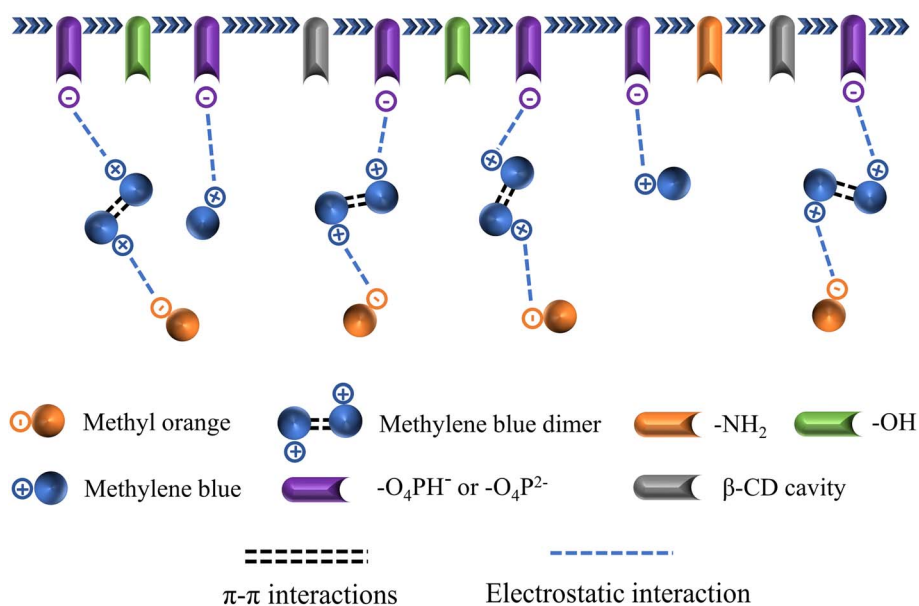 Methyl orange
Methylene blue dimer
-NH₂
-OH
Methylene blue
-O₄PH⁻ or -O₄P²⁻
β-CD cavity
π-π interactions
Electrostatic interaction